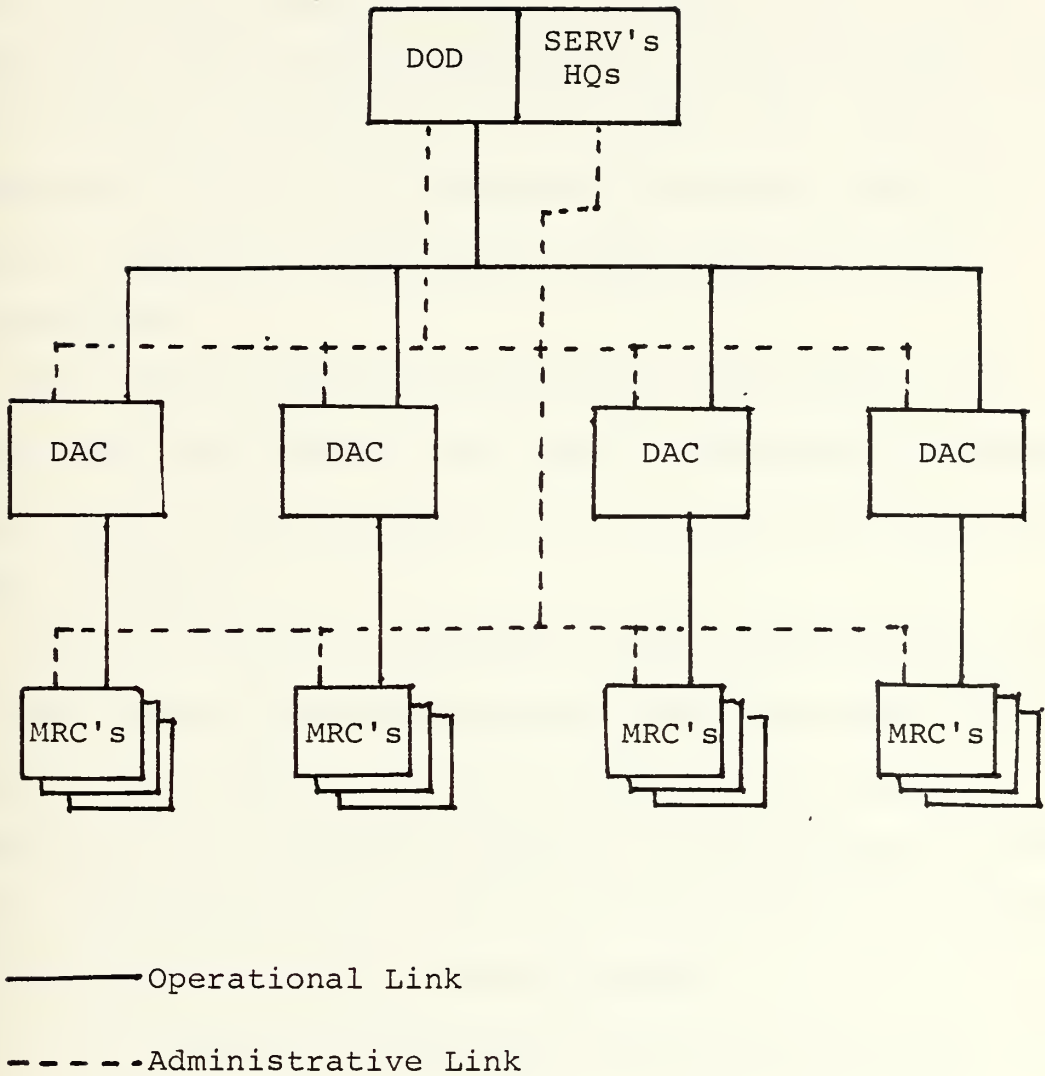 DOD
SERV's
HQs
DAC
DAC
DAC
DAC
MRC's
MRC's
MRC's
MRC's
Operational Link
Administrative Link